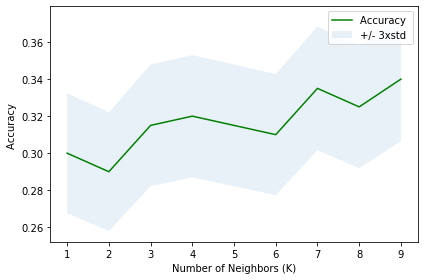 Accuracy
+/- 3xstd
0.36
0.34
0.32
0.30
0.28
0.26
Accuracy
1 2 3 4 5 6 7 8 9
Number of Neighbors (K)